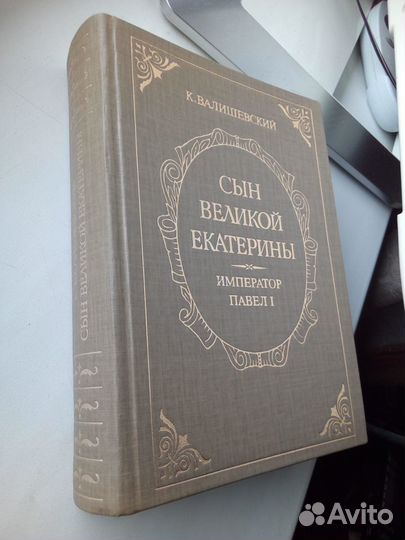 К. ВАЛИШЕВСКИЙ
СЫН
ВЕЛИКОЙ
ЕКАТЕРИНЫ
ИМПЕРАТОР
ПАВЕЛ I
СЫН ВЕЛИКОЙ ЕКАТЕРИНЫ
Avito